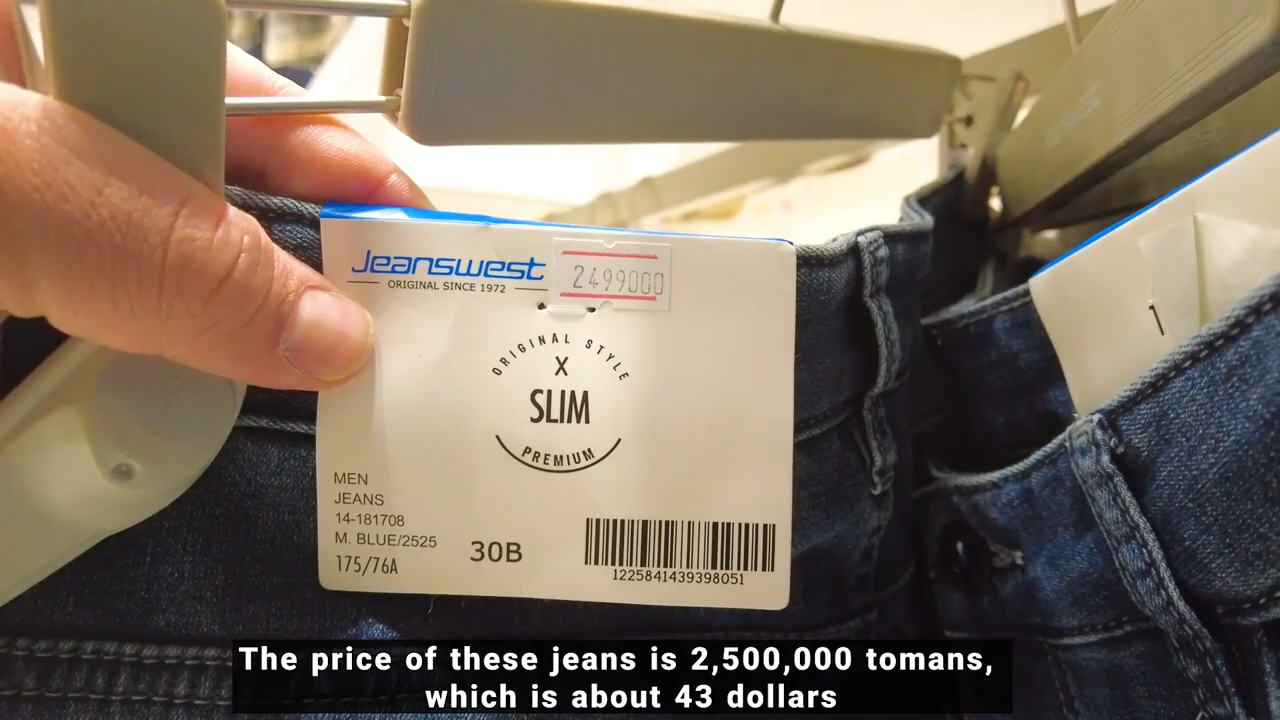 Jeanswest
ORIGINAL SINCE 1972
2499000
ORIGINAL STYLE
X
SLIM
PREMIUM
MEN
JEANS
14-181708
M. BLUE/2525
175/76A
30B
1225841439398051
1
The price of these jeans is 2,500,000 tomans,
which is about 43 dollars